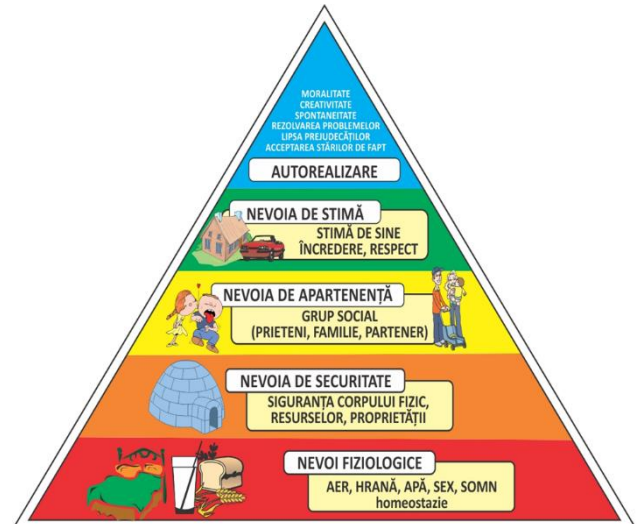 MORALITATE
CREATIVITATE
SPONTANEITATE
REZOLVAREA PROBLEMELOR
LIPSA PREJUDECĂȚILOR
ACCEPTAREA STĂRILOR DE FAPT
AUTOREALIZARE
NEVOIA DE STIMĂ
STIMĂ DE SINE
ÎNCREDERE, RESPECT
NEVOIA DE APARTENENȚĂ
GRUP SOCIAL
(PRIETENI, FAMILIE, PARTENER)
NEVOIA DE SECURITATE
SIGURANȚA CORPULUI FIZIC,
RESURSELOR, PROPRIETĂȚII
NEVOI FIZIOLOGICE
AER, HRANĂ, APĂ, SEX, SOMN
homeostazie